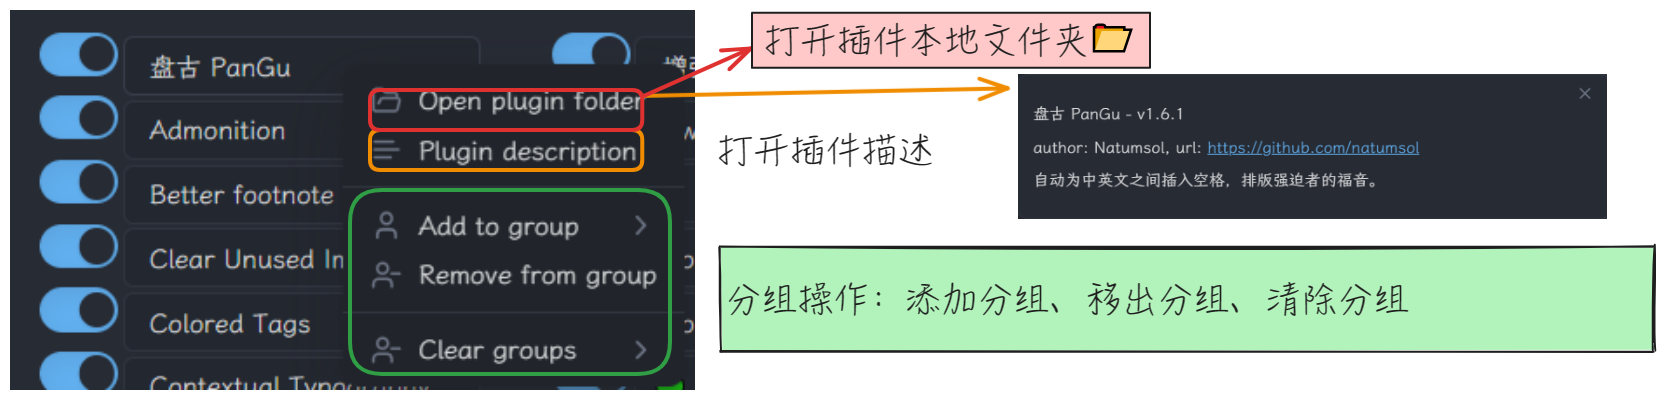 盘古 PanGu
Admonition
Better footnote
Clear Unused Im
Colored Tags
Contextual Typography
Open plugin folder
Plugin description
Add to group
Remove from group
Clear groups
打开插件本地文件夹
打开插件描述
盘古 PanGu - v1.6.1
author: Natumsol, url: https://github.com/natumsol
自动为中英文之间插入空格，排版强迫者的福音。
分组操作：添加分组、移出分组、清除分组